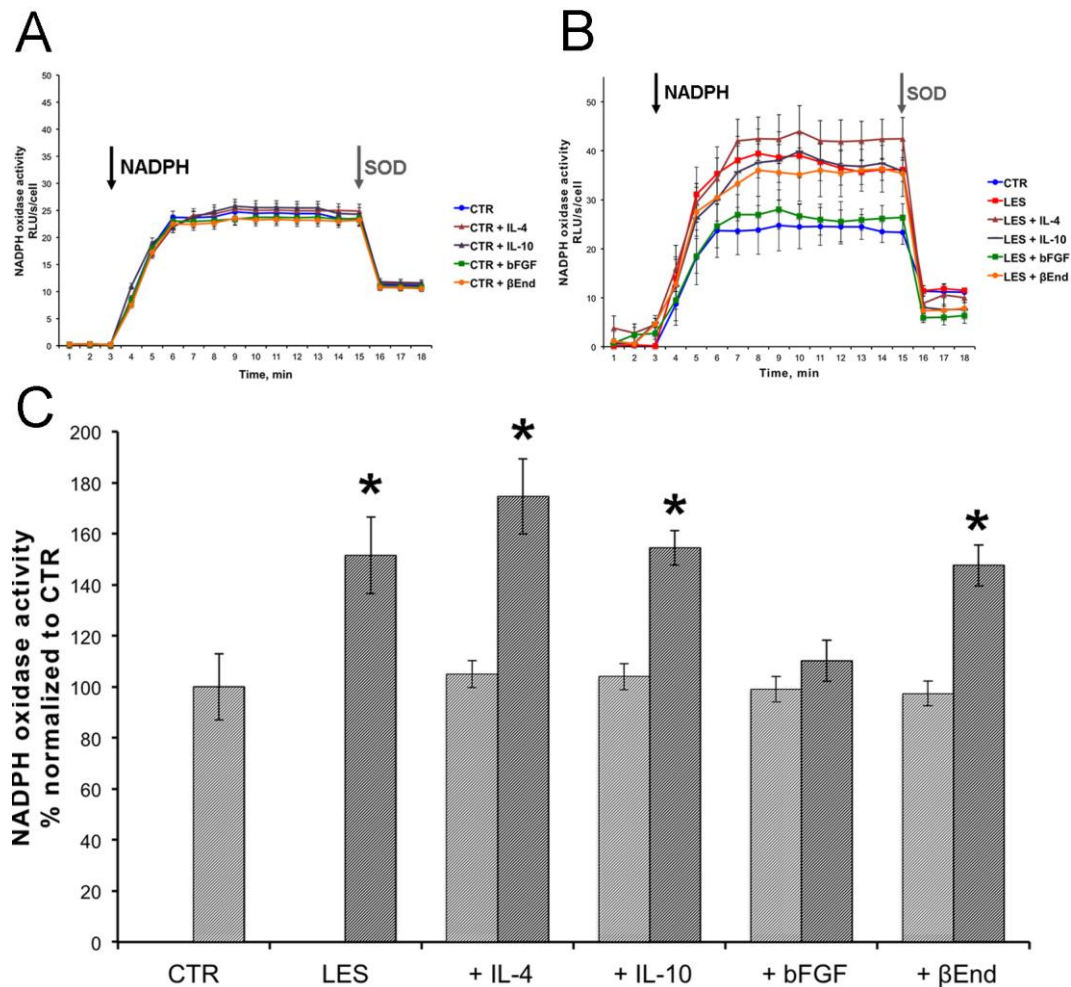 A
50
45
40
35
30
25
20
15
10
5
0
NADPH oxidase activity
RLU/s/cell
NADPH
SOD
CTR
CTR + IL-4
CTR + IL-10
CTR + bFGF
CTR + βEnd
1 2 3 4 5 6 7 8 9 10 11 12 13 14 15 16 17 18
Time, min
B
50
40
30
20
10
0
NADPH oxidase activity
RLU/s/cell
NADPH
SOD
CTR
LES
LES + IL-4
LES + IL-10
LES + bFGF
LES + βEnd
1 2 3 4 5 6 7 8 9 10 11 12 13 14 15 16 17 18
Time, min
C
200
180
160
140
120
100
80
60
40
20
0
NADPH oxidase activity
% normalized to CTR
* * * *
CTR LES + IL-4 + IL-10 + bFGF + βEnd